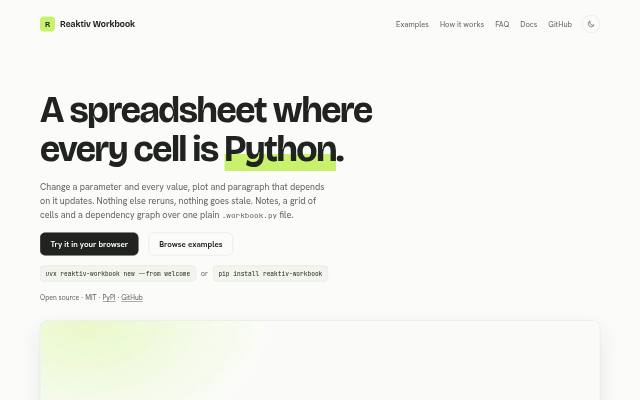 R Reaktiv Workbook
Examples How it works FAQ Docs GitHub
A spreadsheet where
every cell is Python.
Change a parameter and every value, plot and paragraph that depends
on it updates. Nothing else reruns, nothing goes stale. Notes, a grid of
cells and a dependency graph over one plain .workbook.py file.
Try it in your browser Browse examples
uvx reaktiv-workbook new --from welcome or pip install reaktiv-workbook
Open source · MIT · PyPI · GitHub